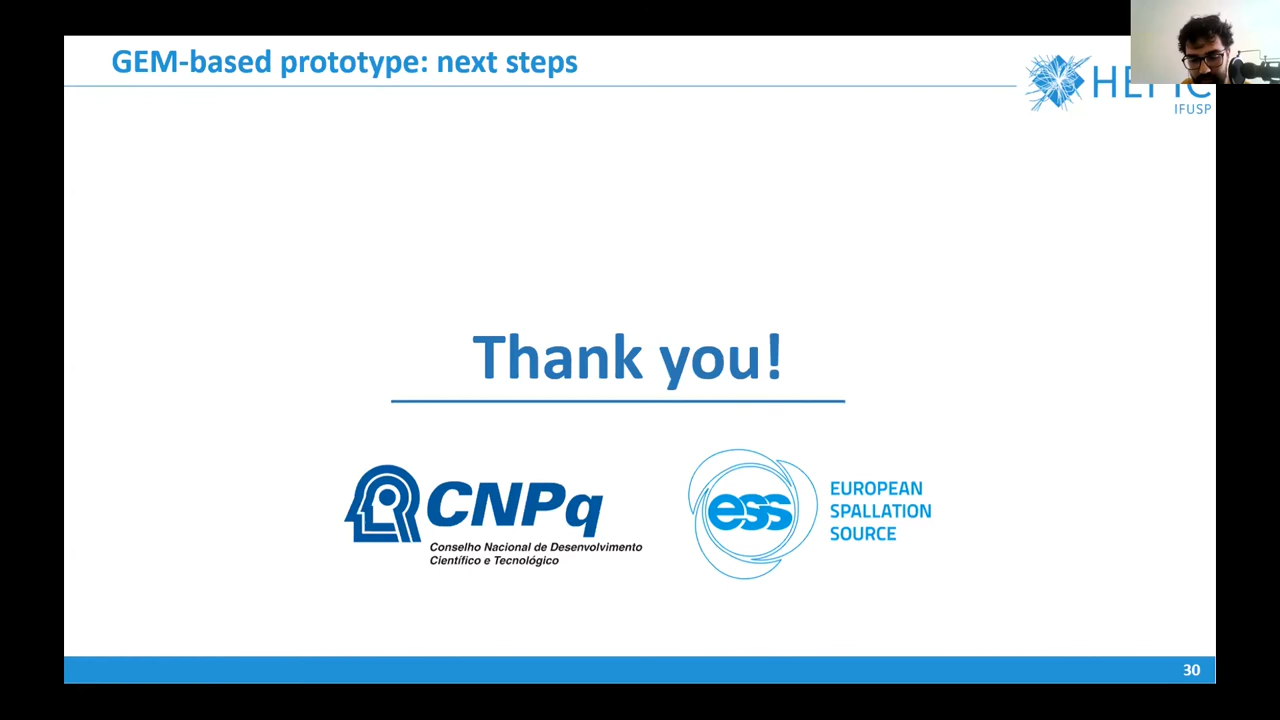 GEM-based prototype: next steps
IFUSP
Thank you!
CNPq
Conselho Nacional de Desenvolvimento
Científico e Tecnológico
ess
EUROPEAN
SPALLATION
SOURCE
30